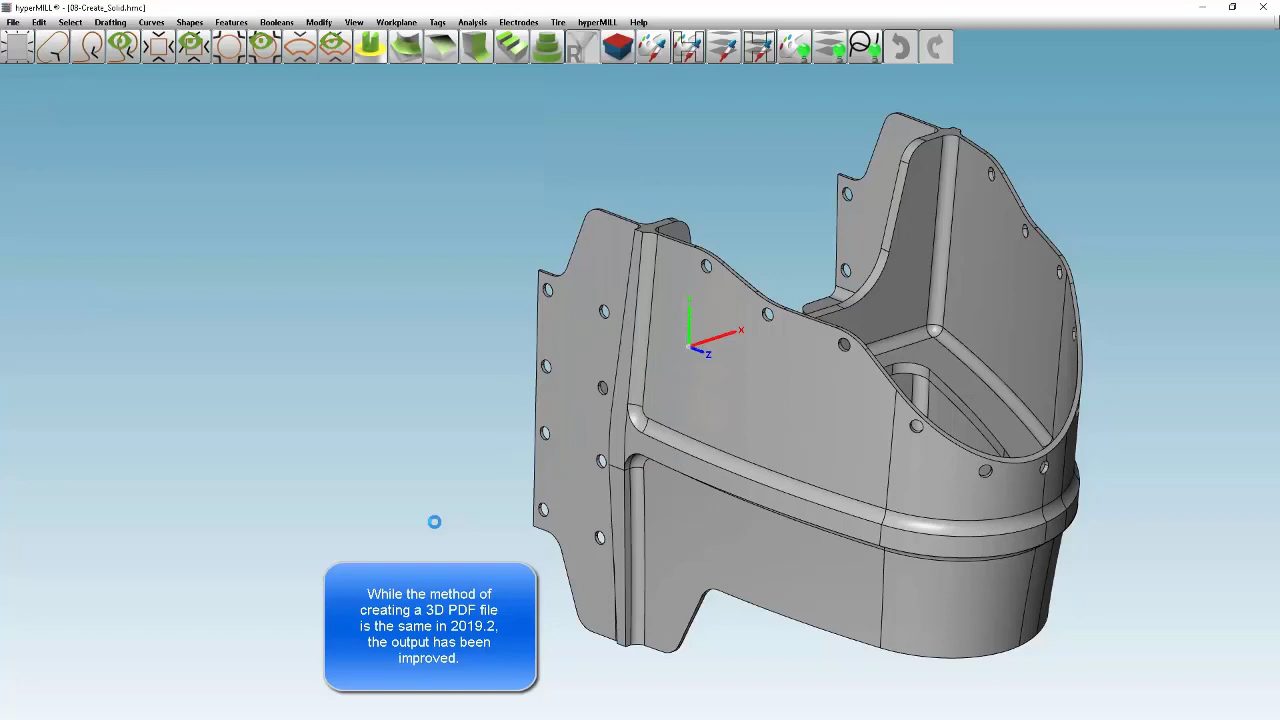 hyperMILL® - [08-Create_Solid.hmc]
File Edit Select Drafting Curves Shapes Features Booleans Modify View Workplane Tags Analysis Electrodes Tire hyperMILL Help
R
X
Z
While the method of
creating a 3D PDF file
is the same in 2019.2,
the output has been
improved.